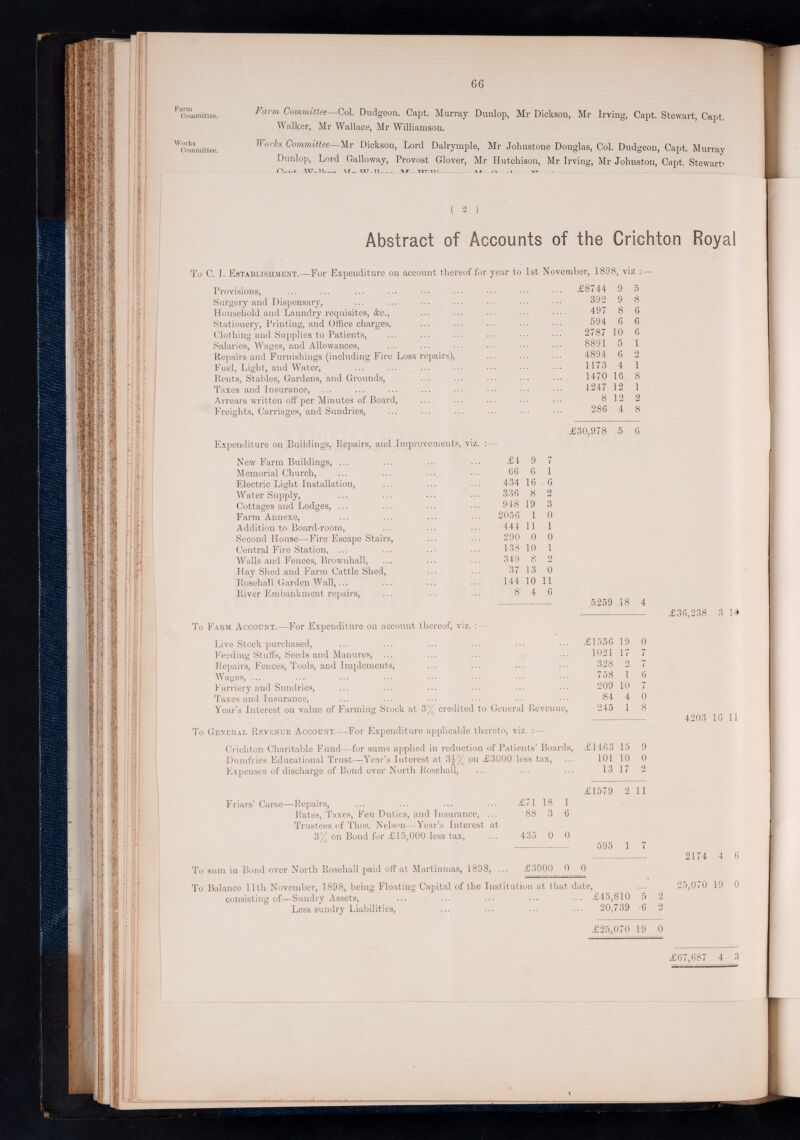 66
Farm Committee.
Farm Committee—Col. Dudgeon. Capt. Murray Dunlop, Mr Dickson, Mr Irving, Capt. Stewart, Capt.
Walker, Mr Wallace, Mr Williamson.
Works Committee.
Works Committee—Mr Dickson, Lord Dalrymple, Mr Johnstone Douglas, Col. Dudgeon, Capt. Murray
Dunlop, Lord Galloway, Provost Glover, Mr Hutchison, Mr Irving, Mr Johnston, Capt. Stewart
( 2 )
Abstract of Accounts of the Crichton Royal
To C. I. Establishment.—For Expenditure on account thereof for year to 1st November, 1898, viz :—
Provisions, ... £8744 9 5
Surgery and Dispensary, ... 392 9 8
Household and Laundry requisites, &c., ... 497 8 6
Stationery, Printing, and Office charges, ... 594 6 6
Clothing and Supplies to Patients, ... 2787 10 6
Salaries, Wages, and Allowances, ... 8891 5 1
Repairs and Furnishings (including Fire Loss repairs), ... 4894 6 2
Fuel, Light, and Water, ... 1173 4 1
Rents, Stables, Gardens, and Grounds, ... 1470 16 8
Taxes and Insurance, ... 1247 12 1
Arrears written off per Minutes of Board, ... 8 12 2
Freights, Carriages, and Sundries, ... 286 4 8
£30,978 5 6
Expenditure on Buildings, Repairs, and Improvements, viz. :—
New Farm Buildings, ... £4 9 7
Memorial Church, ... 66 6 1
Electric Light Installation, ... 434 16 6
Water Supply, ... 336 8 2
Cottages and Lodges, ... 948 19 3
Farm Annexe, ... 2056 1 0
Addition to Board-room, ... 444 11 1
Second House—Fire Escape Stairs, ... 290 0 0
Central Fire Station, ... 138 10 1
Walls and Fences, Brownhall, ... 349 8 2
Hay Shed and Farm Cattle Shed, ... 37 13 0
Rosehall Garden Wall, ... 144 10 11
River Embankment repairs, ... 8 4 6
5259 18 4
£36,238 3 10
To Farm Account.—For Expenditure on account thereof, viz. :—
Live Stock purchased, ... £1556 19 0
Feeding Stuffs, Seeds and Manures, ... 1021 17 7
Repairs, Fences, Tools, and Implements, ... 328 2 7
Wages, ... 758 1 6
Farriery and Sundries, ... 209 10 7
Taxes and Insurance, ... 84 4 0
Year's Interest on value of Farming Stock at 3% credited to General Revenue, 245 1 8
4203 16 11
To General Revenue Account.—For Expenditure applicable thereto, viz. :—
Crichton Charitable Fund—for sums applied in reduction of Patients' Boards, £1463 15 9
Dumfries Educational Trust—Year's Interest at 3½% on £3000 less tax, ... 101 10 0
Expenses of discharge of Bond over North Rosehall, ... 13 17 2
£1579 2 11
Friars' Carse—Repairs, ... £71 18 1
Rates, Taxes, Feu Duties, and Insurance, ... 88 3 6
Trustees of Thos. Nelson—Year's Interest at
3% on Bond for £15,000 less tax, ... 435 0 0
595 1 7
2174 4 6
To sum in Bond over North Rosehall paid off at Martinmas, 1898, ... £3000 0 0
To Balance 11th November, 1898, being Floating Capital of the Institution at that date, ... 25,070 19 0
consisting of—Sundry Assets, ... £45,810 5 2
Less sundry Liabilities, ... 20,739 6 2
£25,070 19 0
£67,687 4 3